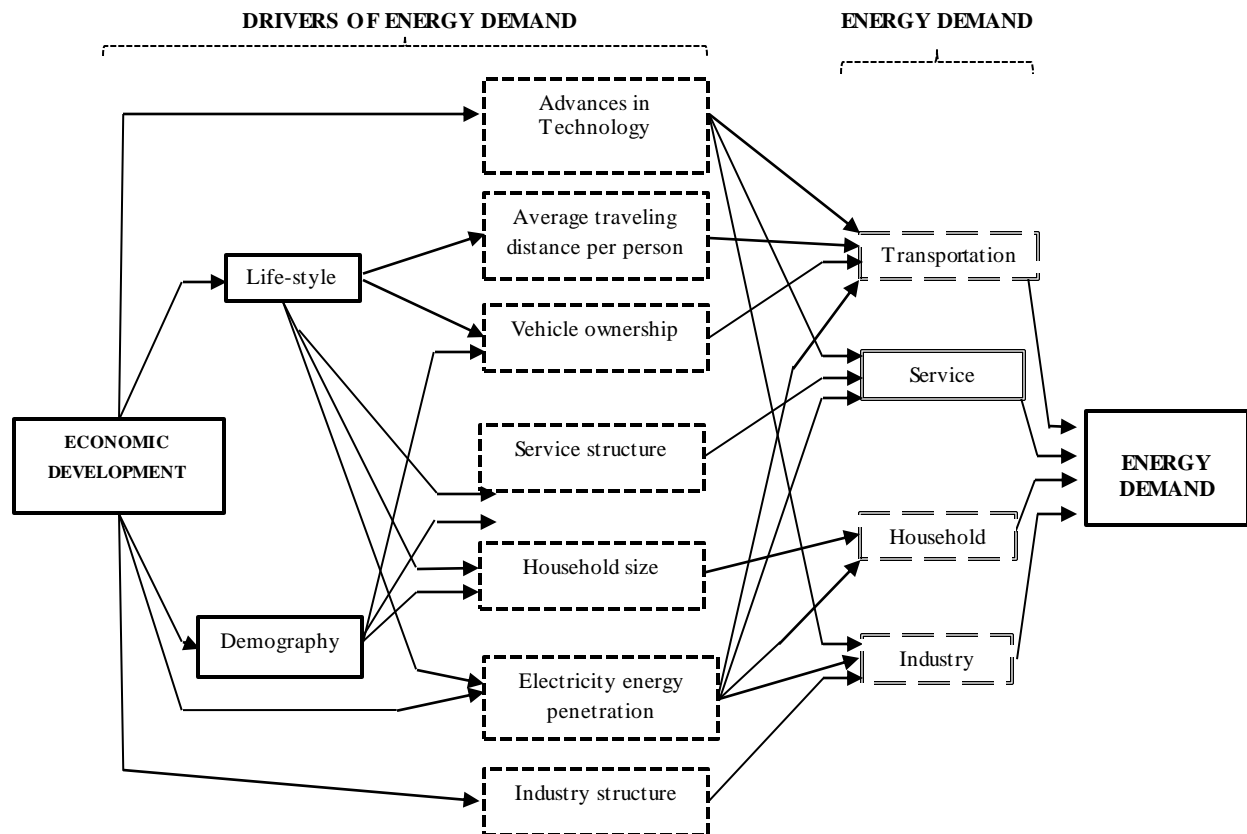 DRIVERS OF ENERGY DEMAND
ENERGY DEMAND
Advances in
Technology
Average traveling
distance per person
Transportation
Life-style
Vehicle ownership
Service
ECONOMIC
DEVELOPMENT
Service structure
ENERGY
DEMAND
Household
Household size
Demography
Industry
Electricity energy
penetration
Industry structure